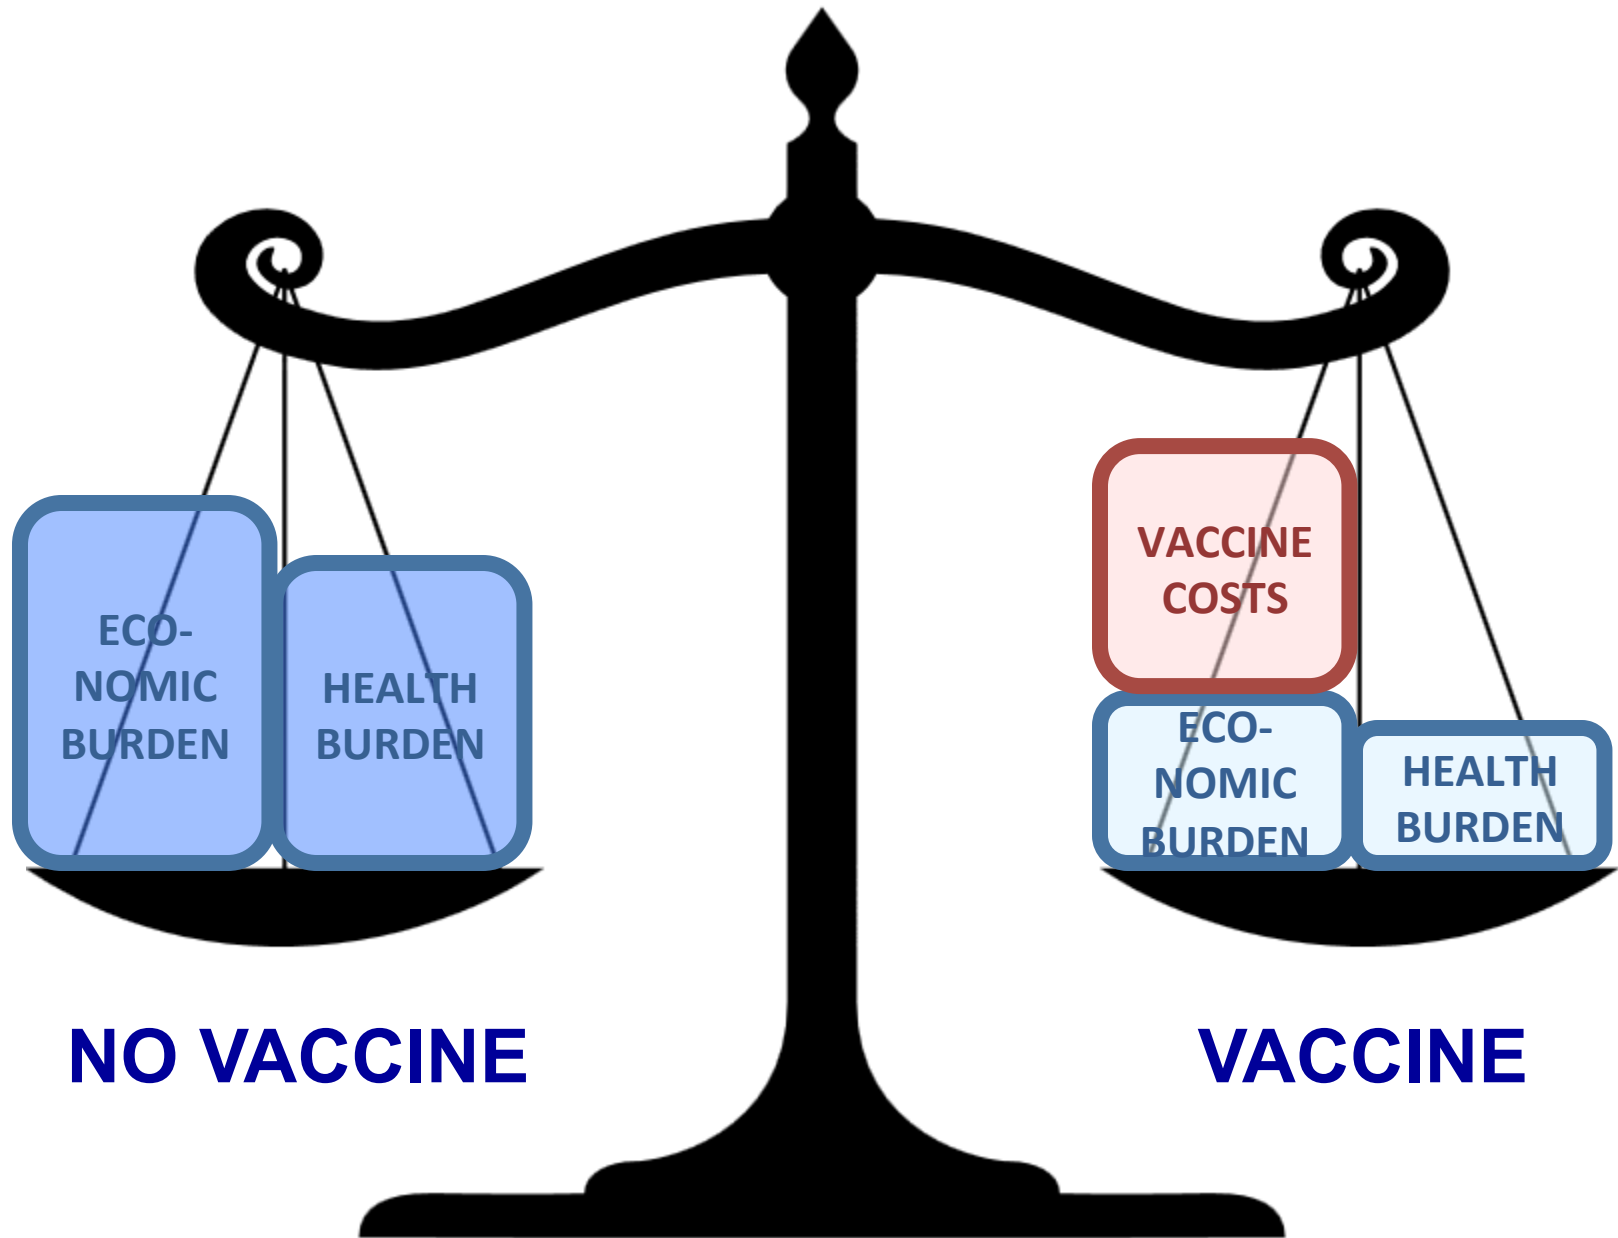 ECO-
NOMIC
BURDEN
HEALTH
BURDEN
VACCINE
COSTS
ECO-
NOMIC
BURDEN
HEALTH
BURDEN
NO VACCINE
VACCINE